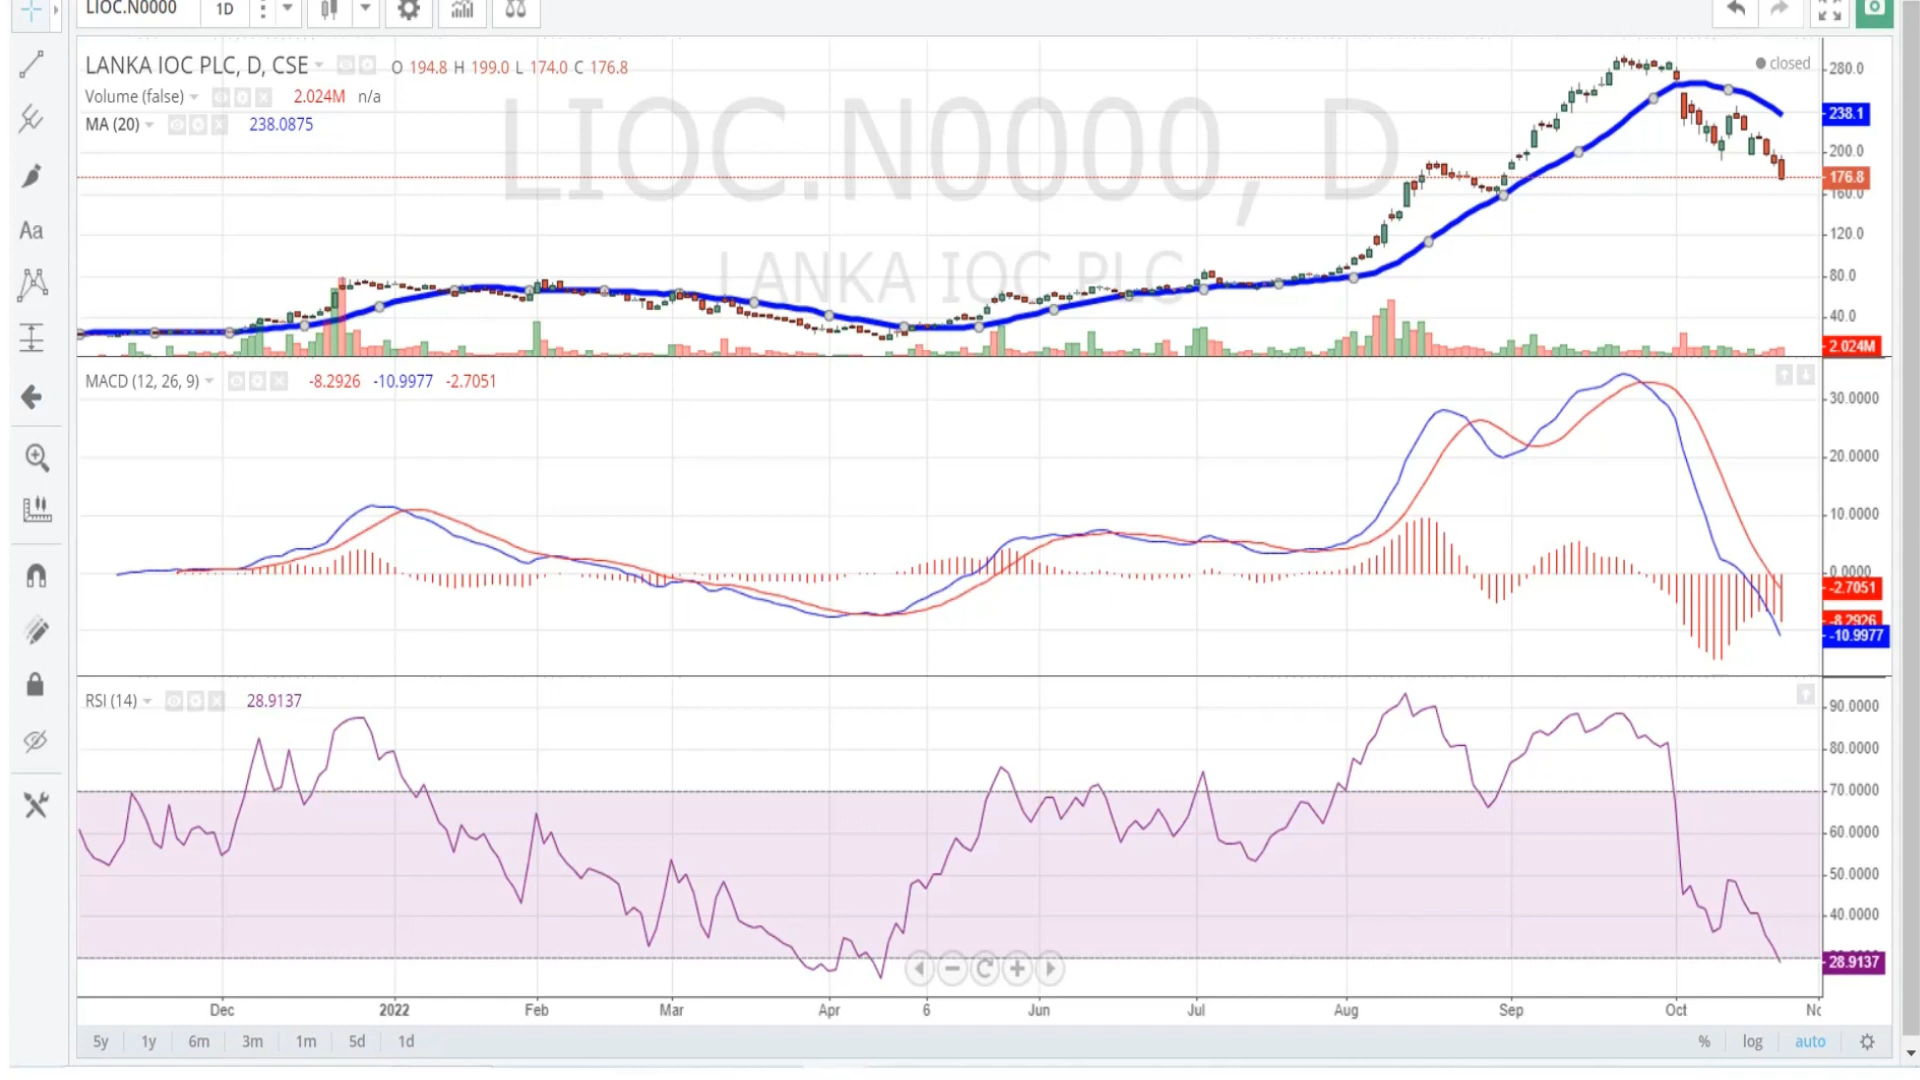 LIOC.N0000 1D
LANKA IOC PLC, D, CSE O 194.8 H 199.0 L 174.0 C 176.8
closed
Volume (false) 2.024M n/a
MA (20) 238.0875
LIOC.N0000, D
LANKA IOC PLC
280.0
238.1
200.0
176.8
160.0
120.0
80.0
40.0
2.024M
Aa
MACD (12, 26, 9) -8.2926 -10.9977 -2.7051
30.0000
20.0000
10.0000
0.0000
-2.7051
-8.2926
-10.9977
RSI (14) 28.9137
90.0000
80.0000
70.0000
60.0000
50.0000
40.0000
28.9137
Dec 2022 Feb Mar Apr 6 Jun Jul Aug Sep Oct
5y 1y 6m 3m 1m 5d 1d % log auto